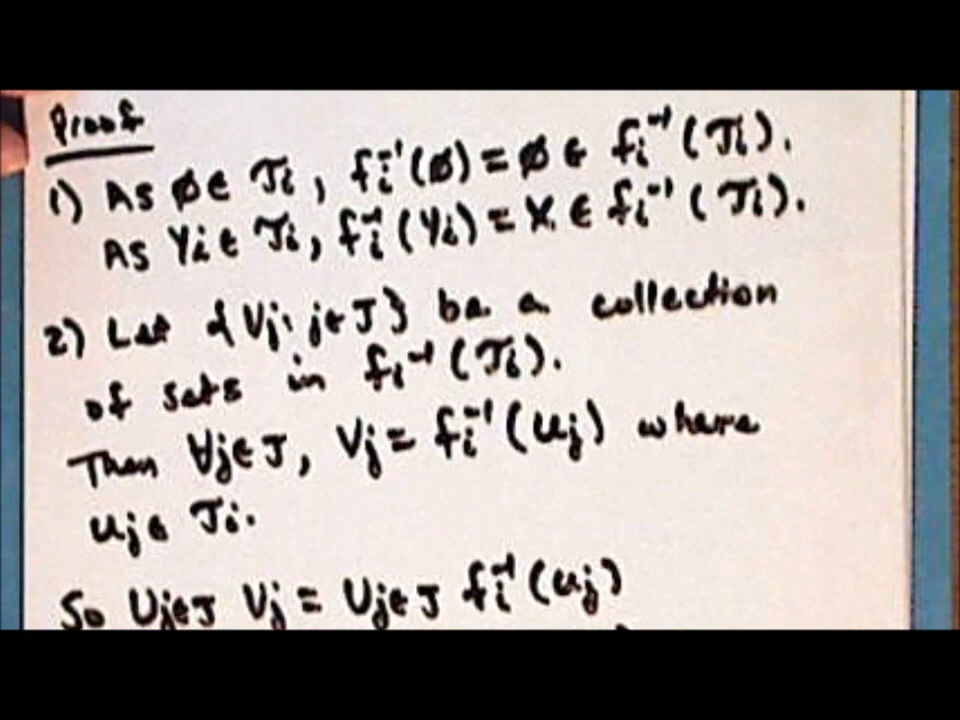 Proof
1) As ∅ ∈ 𝒯i, fi⁻¹(∅) = ∅ ∈ fi⁻¹(𝒯i).
As Yi ∈ 𝒯i, fi⁻¹(Yi) = X ∈ fi⁻¹(𝒯i).
2) Let {Vj : j ∈ J} be a collection
of sets in fi⁻¹(𝒯i).
Then ∀j ∈ J, Vj = fi⁻¹(Uj) where
Uj ∈ 𝒯i.
So ∪j∈J Vj = ∪j∈J fi⁻¹(Uj)